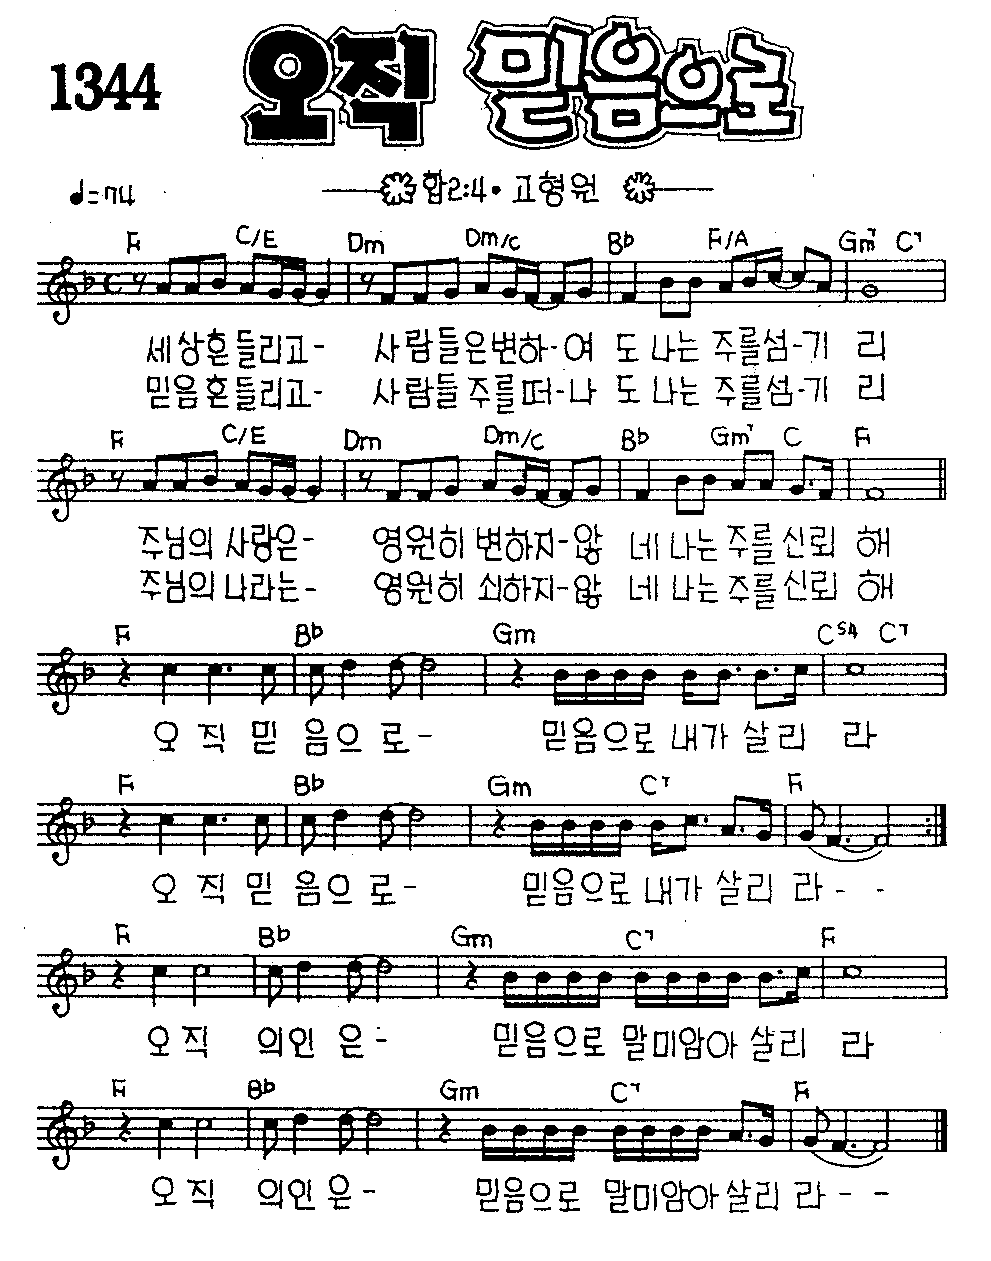 1344 오직 믿음으로
♩=74 합2:4 • 고형원
F C/E Dm Dm/C B♭ F/A Gm7 C7
세상흔들리고- 사람들은변하-여 도 나는 주를섬-기 리
믿음흔들리고- 사람들 주를떠-나 도 나는 주를섬-기 리
F C/E Dm Dm/C B♭ Gm7 C F
주님의 사랑은- 영원히 변하지-않 네 나는 주를 신뢰 해
주님의 나라는- 영원히 쇠하지-않 네 나는 주를 신뢰 해
F B♭ Gm Csus4 C7
오 직 믿 음 으 로- 믿음으로 내가 살리 라
F B♭ Gm C7 F
오 직 믿 음 으 로- 믿음으로 내가 살리 라- -
F B♭ Gm C7 F
오 직 의인 은- 믿음으로 말미암아 살리 라
F B♭ Gm C7 F
오 직 의인 은- 믿음으로 말미암아 살리 라- -